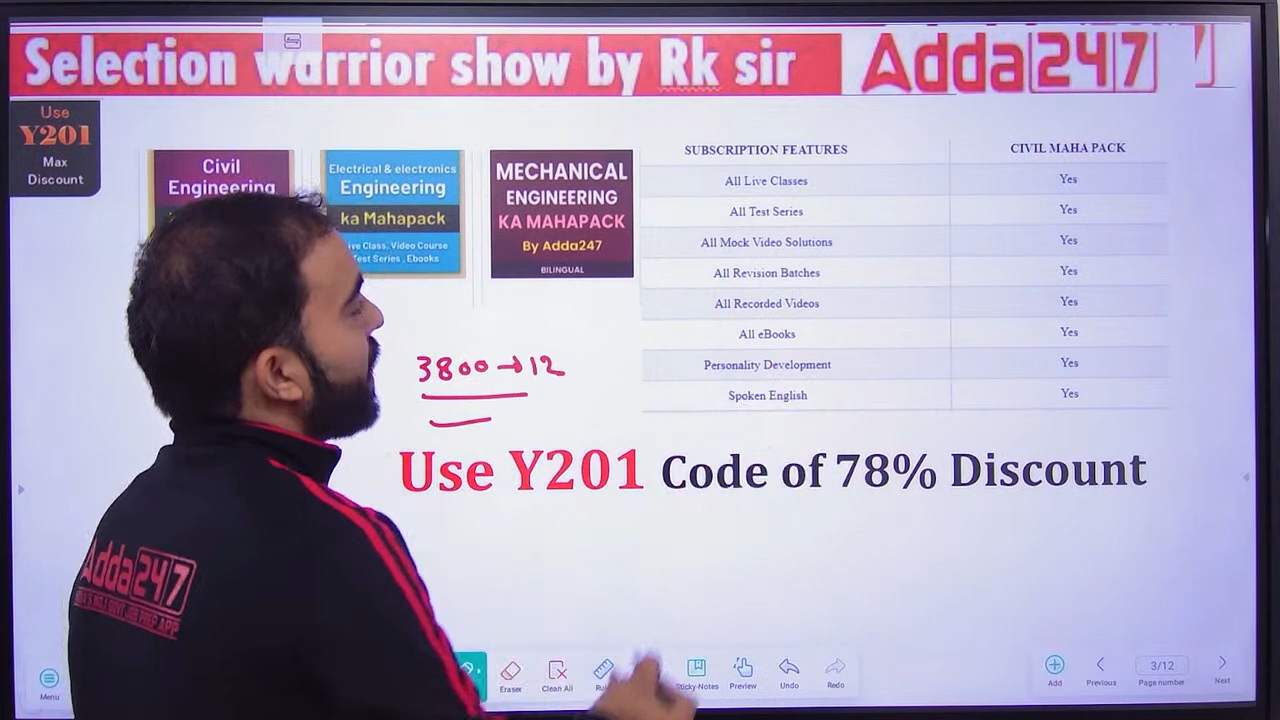 Selection warrior show by Rk sir
Adda247
Use
Y201
Max
Discount
Civil
Engineering
Electrical & electronics
Engineering
ka Mahapack
Live Class, Video Course
Test Series , Ebooks
MECHANICAL
ENGINEERING
KA MAHAPACK
By Adda247
BILINGUAL
SUBSCRIPTION FEATURES CIVIL MAHA PACK
All Live Classes Yes
All Test Series Yes
All Mock Video Solutions Yes
All Revision Batches Yes
All Recorded Videos Yes
All eBooks Yes
Personality Development Yes
Spoken English Yes
3800 → 12
Use Y201 Code of 78% Discount
Adda247
Menu
Eraser
Clean All
Sticky-Notes
Preview
Undo
Redo
Add
Previous
3/12
Page number
Next